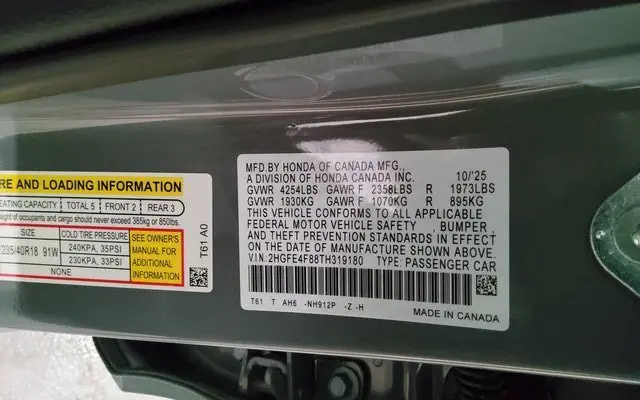 RE AND LOADING INFORMATION
EATING CAPACITY TOTAL 5 FRONT 2 REAR 3
weight of occupants and cargo should never exceed 385kg or 850lbs.
SIZE COLD TIRE PRESSURE SEE OWNER'S MANUAL FOR ADDITIONAL INFORMATION
235/40R18 91W 240KPA, 35PSI
230KPA, 33PSI
NONE
T61 A0
MFD.BY HONDA OF CANADA MFG.,
A DIVISION OF HONDA CANADA INC. 10/'25
GVWR 4254LBS GAWR F 2358LBS R 1973LBS
GVWR 1930KG GAWR F 1070KG R 895KG
THIS VEHICLE CONFORMS TO ALL APPLICABLE
FEDERAL MOTOR VEHICLE SAFETY , BUMPER ,
AND THEFT PREVENTION STANDARDS IN EFFECT
ON THE DATE OF MANUFACTURE SHOWN ABOVE.
V.I.N:2HGFE4F88TH319180 TYPE:PASSENGER CAR
T61 T AH6 -NH912P -Z -H
MADE IN CANADA